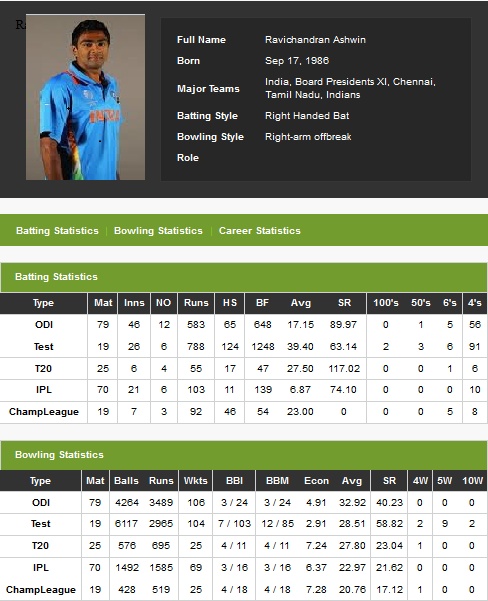 Ra
Full Name Ravichandran Ashwin
Born Sep 17, 1986
Major Teams India, Board Presidents XI, Chennai,
Tamil Nadu, Indians
Batting Style Right Handed Bat
Bowling Style Right-arm offbreak
Role
Batting Statistics | Bowling Statistics | Career Statistics
Batting Statistics
Type Mat Inns NO Runs HS BF Avg SR 100's 50's 6's 4's
ODI 79 46 12 583 65 648 17.15 89.97 0 1 5 56
Test 19 26 6 788 124 1248 39.40 63.14 2 3 6 91
T20 25 6 4 55 17 47 27.50 117.02 0 0 1 6
IPL 70 21 6 103 11 139 6.87 74.10 0 0 0 10
ChampLeague 19 7 3 92 46 54 23.00 0 0 0 5 8
Bowling Statistics
Type Mat Balls Runs Wkts BBI BBM Econ Avg SR 4W 5W 10W
ODI 79 4264 3489 106 3 / 24 3 / 24 4.91 32.92 40.23 0 0 0
Test 19 6117 2965 104 7 / 103 12 / 85 2.91 28.51 58.82 2 9 2
T20 25 576 695 25 4 / 11 4 / 11 7.24 27.80 23.04 1 0 0
IPL 70 1492 1585 69 3 / 16 3 / 16 6.37 22.97 21.62 0 0 0
ChampLeague 19 428 519 25 4 / 18 4 / 18 7.28 20.76 17.12 1 0 0